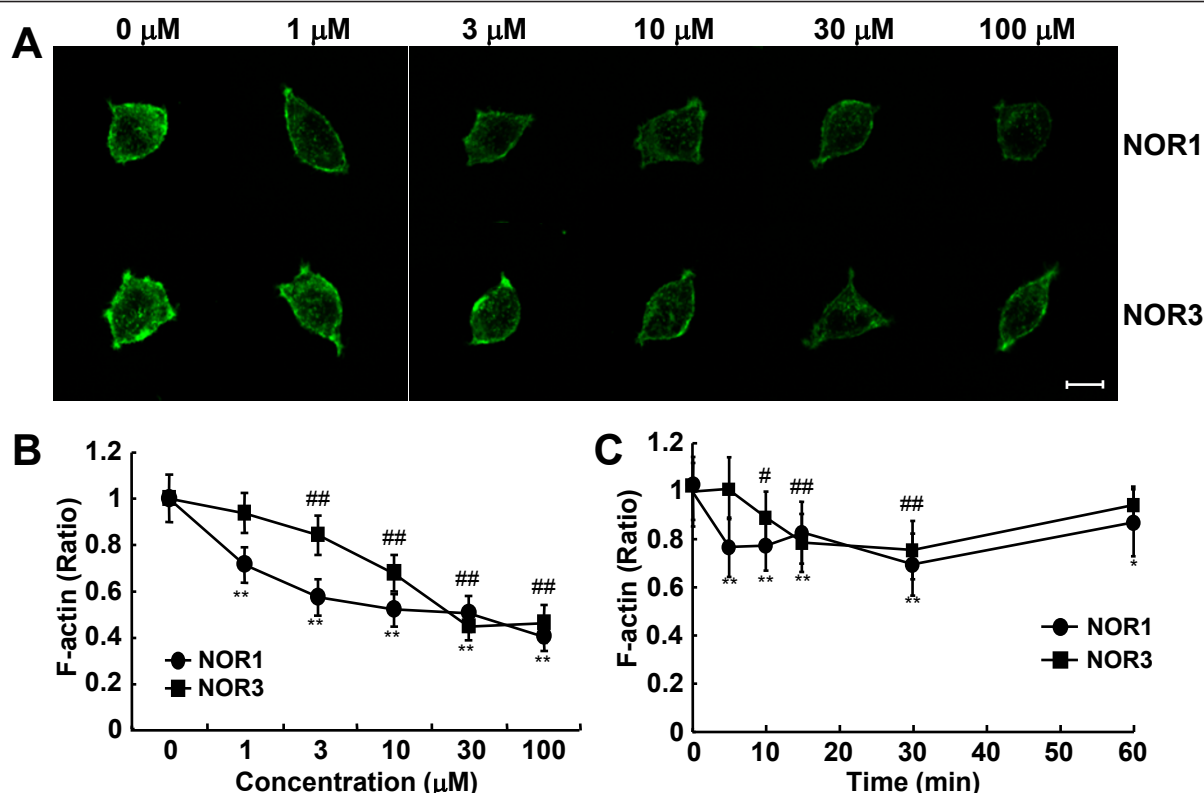 A
0 μM 1 μM 3 μM 10 μM 30 μM 100 μM
NOR1
NOR3
B
F-actin (Ratio)
1.2
1
0.8
0.6
0.4
0.2
0
## ## ## ##
** ** ** ** **
NOR1
NOR3
0 1 3 10 30 100
Concentration (μM)
C
F-actin (Ratio)
1.2
1
0.8
0.6
0.4
0.2
0
# ## ##
** ** ** ** *
NOR1
NOR3
0 10 20 30 40 50 60
Time (min)